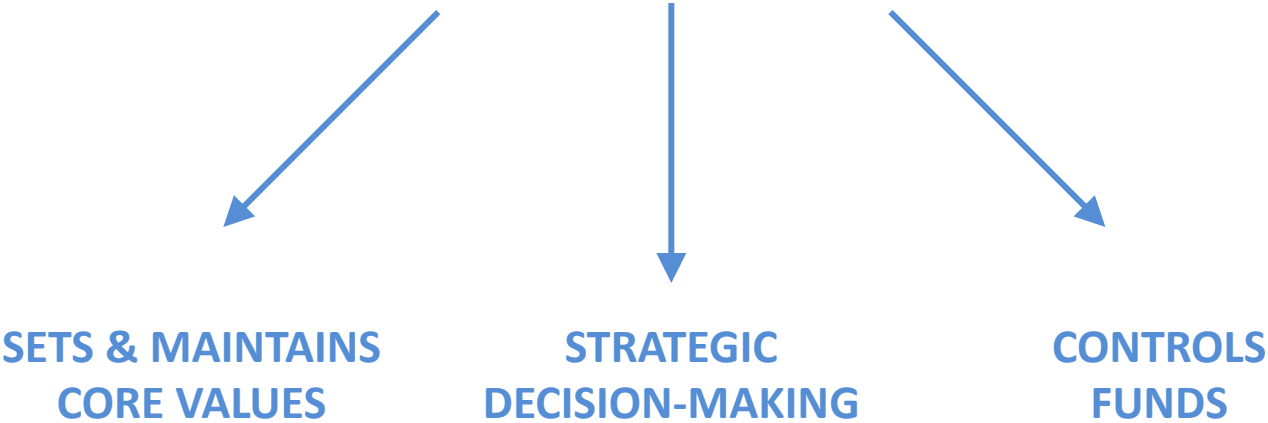 SETS & MAINTAINS
CORE VALUES
STRATEGIC
DECISION-MAKING
CONTROLS
FUNDS